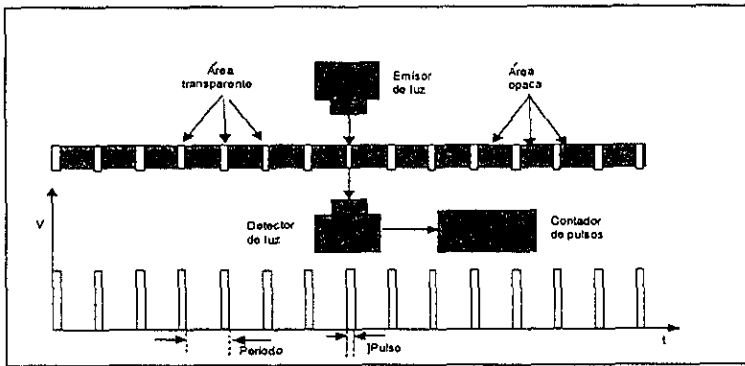 Área
transparente
Emisor
de luz
Área
opaca
V
Detector
de luz
Contador
de pulsos
t
Periodo
Pulso